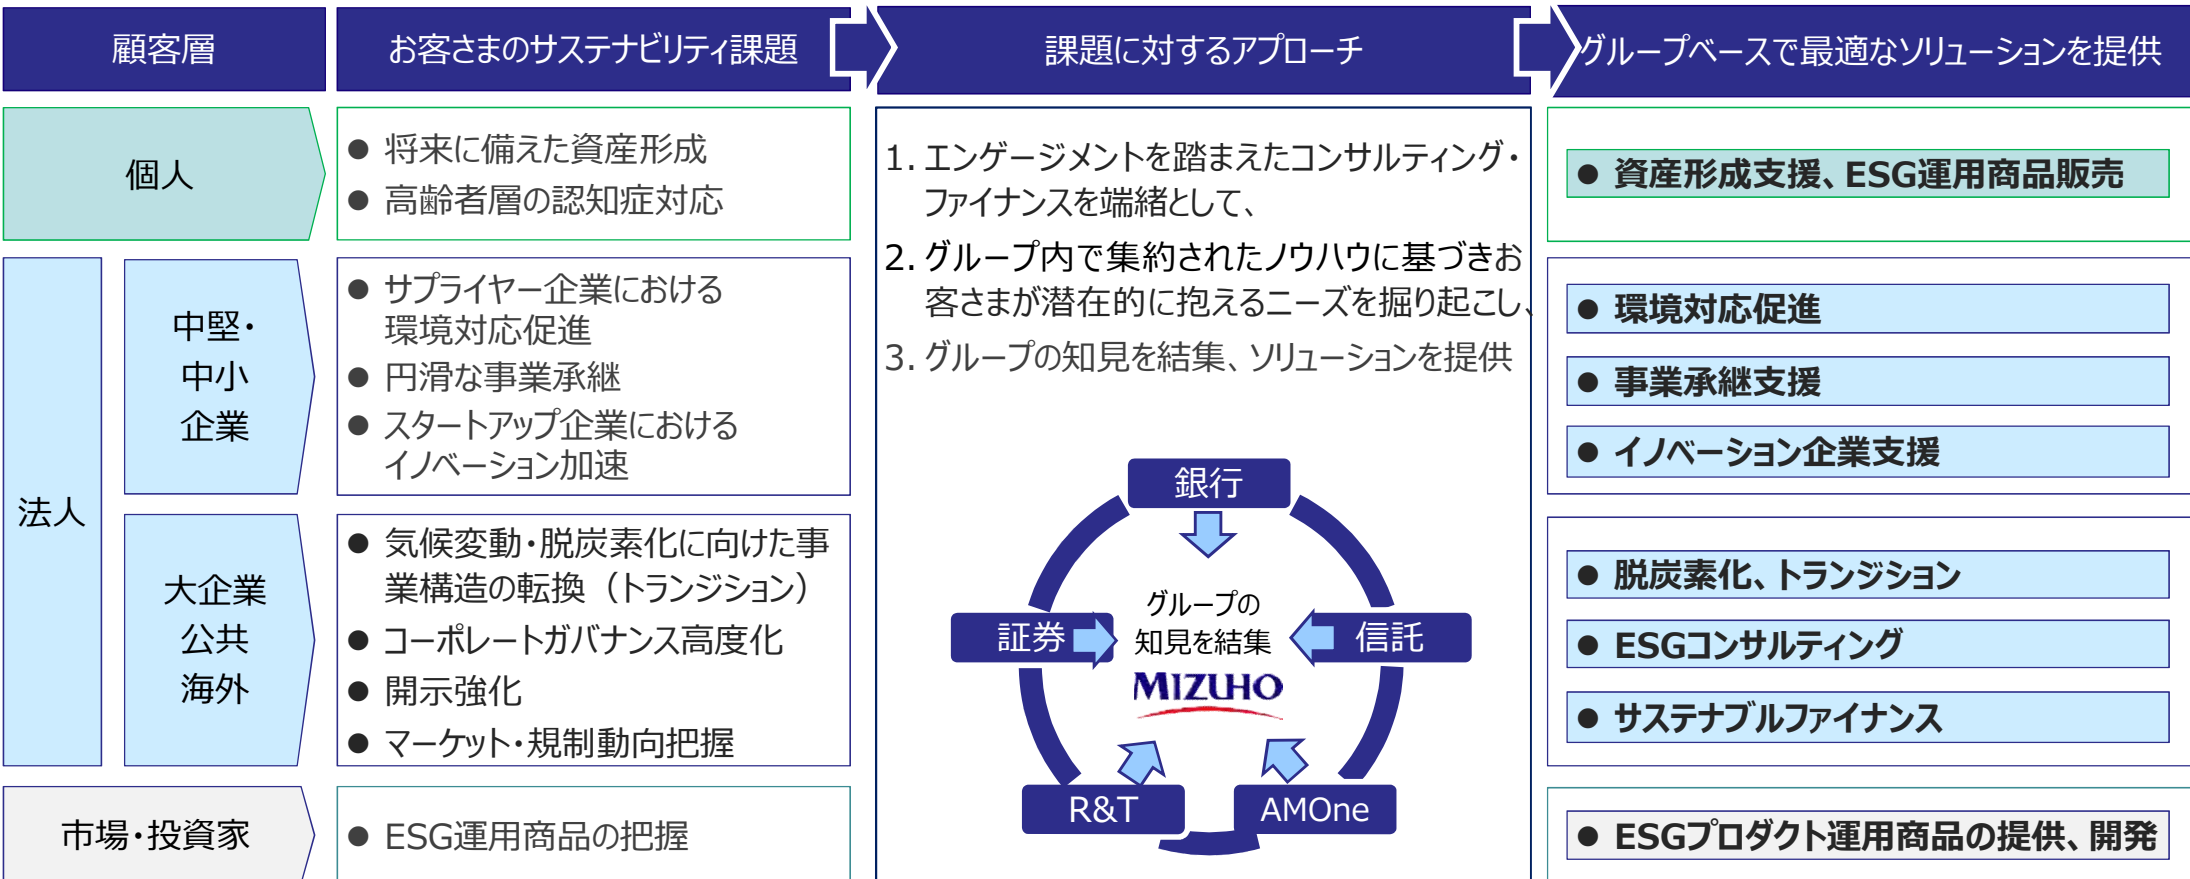 顧客層
お客さまのサステナビリティ課題
課題に対するアプローチ
グループベースで最適なソリューションを提供
個人
● 将来に備えた資産形成
● 高齢者層の認知症対応
法人
中堅・
中小
企業
● サプライヤー企業における
環境対応促進
● 円滑な事業承継
● スタートアップ企業における
イノベーション加速
大企業
公共
海外
● 気候変動・脱炭素化に向けた事
業構造の転換（トランジション）
● コーポレートガバナンス高度化
● 開示強化
● マーケット・規制動向把握
市場・投資家
● ESG運用商品の把握
1. エンゲージメントを踏まえたコンサルティング・
ファイナンスを端緒として、
2. グループ内で集約されたノウハウに基づきお
客さまが潜在的に抱えるニーズを掘り起こし、
3. グループの知見を結集、ソリューションを提供
銀行
証券
グループの
知見を結集
MIZUHO
信託
R&T
AMOne
● 資産形成支援、ESG運用商品販売
● 環境対応促進
● 事業承継支援
● イノベーション企業支援
● 脱炭素化、トランジション
● ESGコンサルティング
● サステナブルファイナンス
● ESGプロダクト運用商品の提供、開発